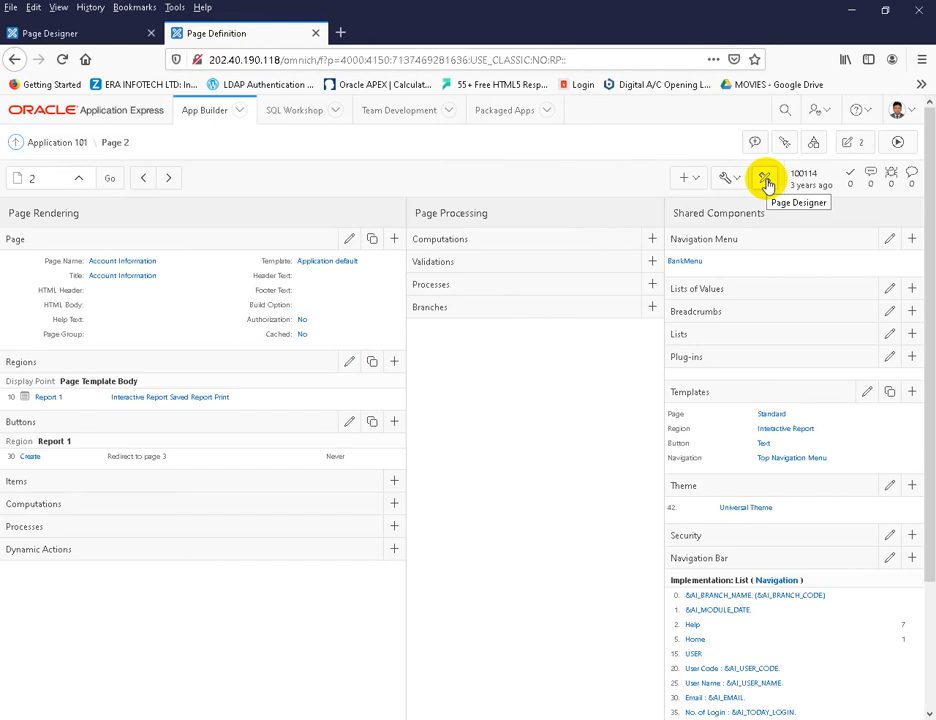 File Edit View History Bookmarks Tools Help
Page Designer
Page Definition
202.40.190.118/omnich/f?p=4000:4150:7137469281636:USE_CLASSIC:NO:RP::
Getting Started ERA INFOTECH LTD: In... LDAP Authentication ... Oracle APEX | Calculat... 55+ Free HTML5 Resp... Login Digital A/C Opening L... MOVIES - Google Drive
ORACLE Application Express App Builder SQL Workshop Team Development Packaged Apps
Application 101 \ Page 2
2
2 Go
100114
3 years ago
0 0 0 0
Page Designer
Page Rendering
Page
Page Name: Account Information
Title: Account Information
HTML Header:
HTML Body:
Help Text:
Page Group:
Template: Application default
Header Text:
Footer Text:
Build Option:
Authorization: No
Cached: No
Regions
Display Point Page Template Body
10 Report 1 Interactive Report Saved Report Print
Buttons
Region Report 1
30 Create Redirect to page 3 Never
Items
Computations
Processes
Dynamic Actions
Page Processing
Computations
Validations
Processes
Branches
Shared Components
Navigation Menu
BankMenu
Lists of Values
Breadcrumbs
Lists
Plug-ins
Templates
Page Standard
Region Interactive Report
Button Text
Navigation Top Navigation Menu
Theme
42. Universal Theme
Security
Navigation Bar
Implementation: List ( Navigation )
0. &AI_BRANCH_NAME. (&AI_BRANCH_CODE.)
1. &AI_MODULE_DATE.
2. Help 7
5. Home 1
15. USER
20. User Code : &AI_USER_CODE.
25. User Name : &AI_USER_NAME.
30. Email : &AI_EMAIL.
35. No. of Login : &AI_TODAY_LOGIN.